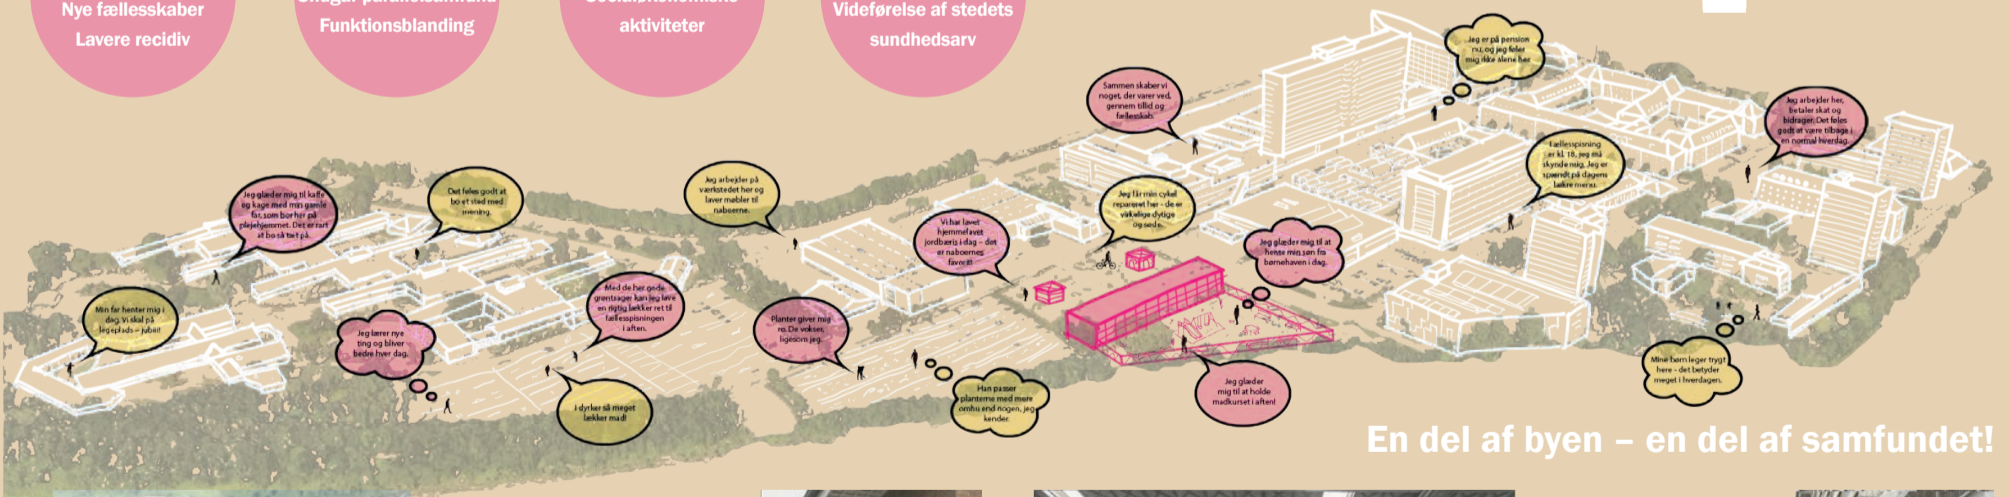 Nye fællesskaber
Lavere recidiv
Undgår parallelsamfund
Funktionsblanding
Socialøkonomiske
aktiviteter
Videførelse af stedets
sundhedsarv
Jeg er på pension
nu, og jeg føler
mig ikke alene her.
Sammen skaber vi
noget, der varer ved,
gennem tillid og
fællesskab.
Jeg arbejder her,
betaler skat og
bidrager. Det føles
godt at være tilbage i
en normal hverdag.
Fællesspisning
er kl. 18, jeg må
skynde mig. Jeg er
spændt på dagens
lækre menu.
Jeg glæder mig til kaffe
og kage med min gamle
far, som bor her på
plejehjemmet. Det er rart
at bo så tæt på.
Det føles godt at
bo et sted med
mening.
Jeg arbejder på
værkstedet her og
laver møbler til
naboerne.
Jeg får min cykel
repareret her - de er
virkelige dytige
og søde.
Vi har lavet
hjemmelavet
jordbæris i dag – det
er naboernes
favorit!
Jeg glæder mig til at
hente min søn fra
børnehaven i dag.
Min far henter mig i
dag. Vi skal på
legeplads – jubii!
Jeg lærer nye
ting og bliver
bedre hver dag.
Med de her gode
grøntsager kan jeg lave
en rigtig lækker ret til
fællesspisningen
i aften.
Planter giver mig
ro. De vokser,
ligesom jeg.
I dyrker så meget
lækker mad!
Han passer
planterne med mere
omhu end nogen, jeg
kender.
Jeg glæder
mig til at holde
madkurset i aften!
Mine børn leger trygt
here - det betyder
meget i hverdagen.
En del af byen – en del af samfundet!